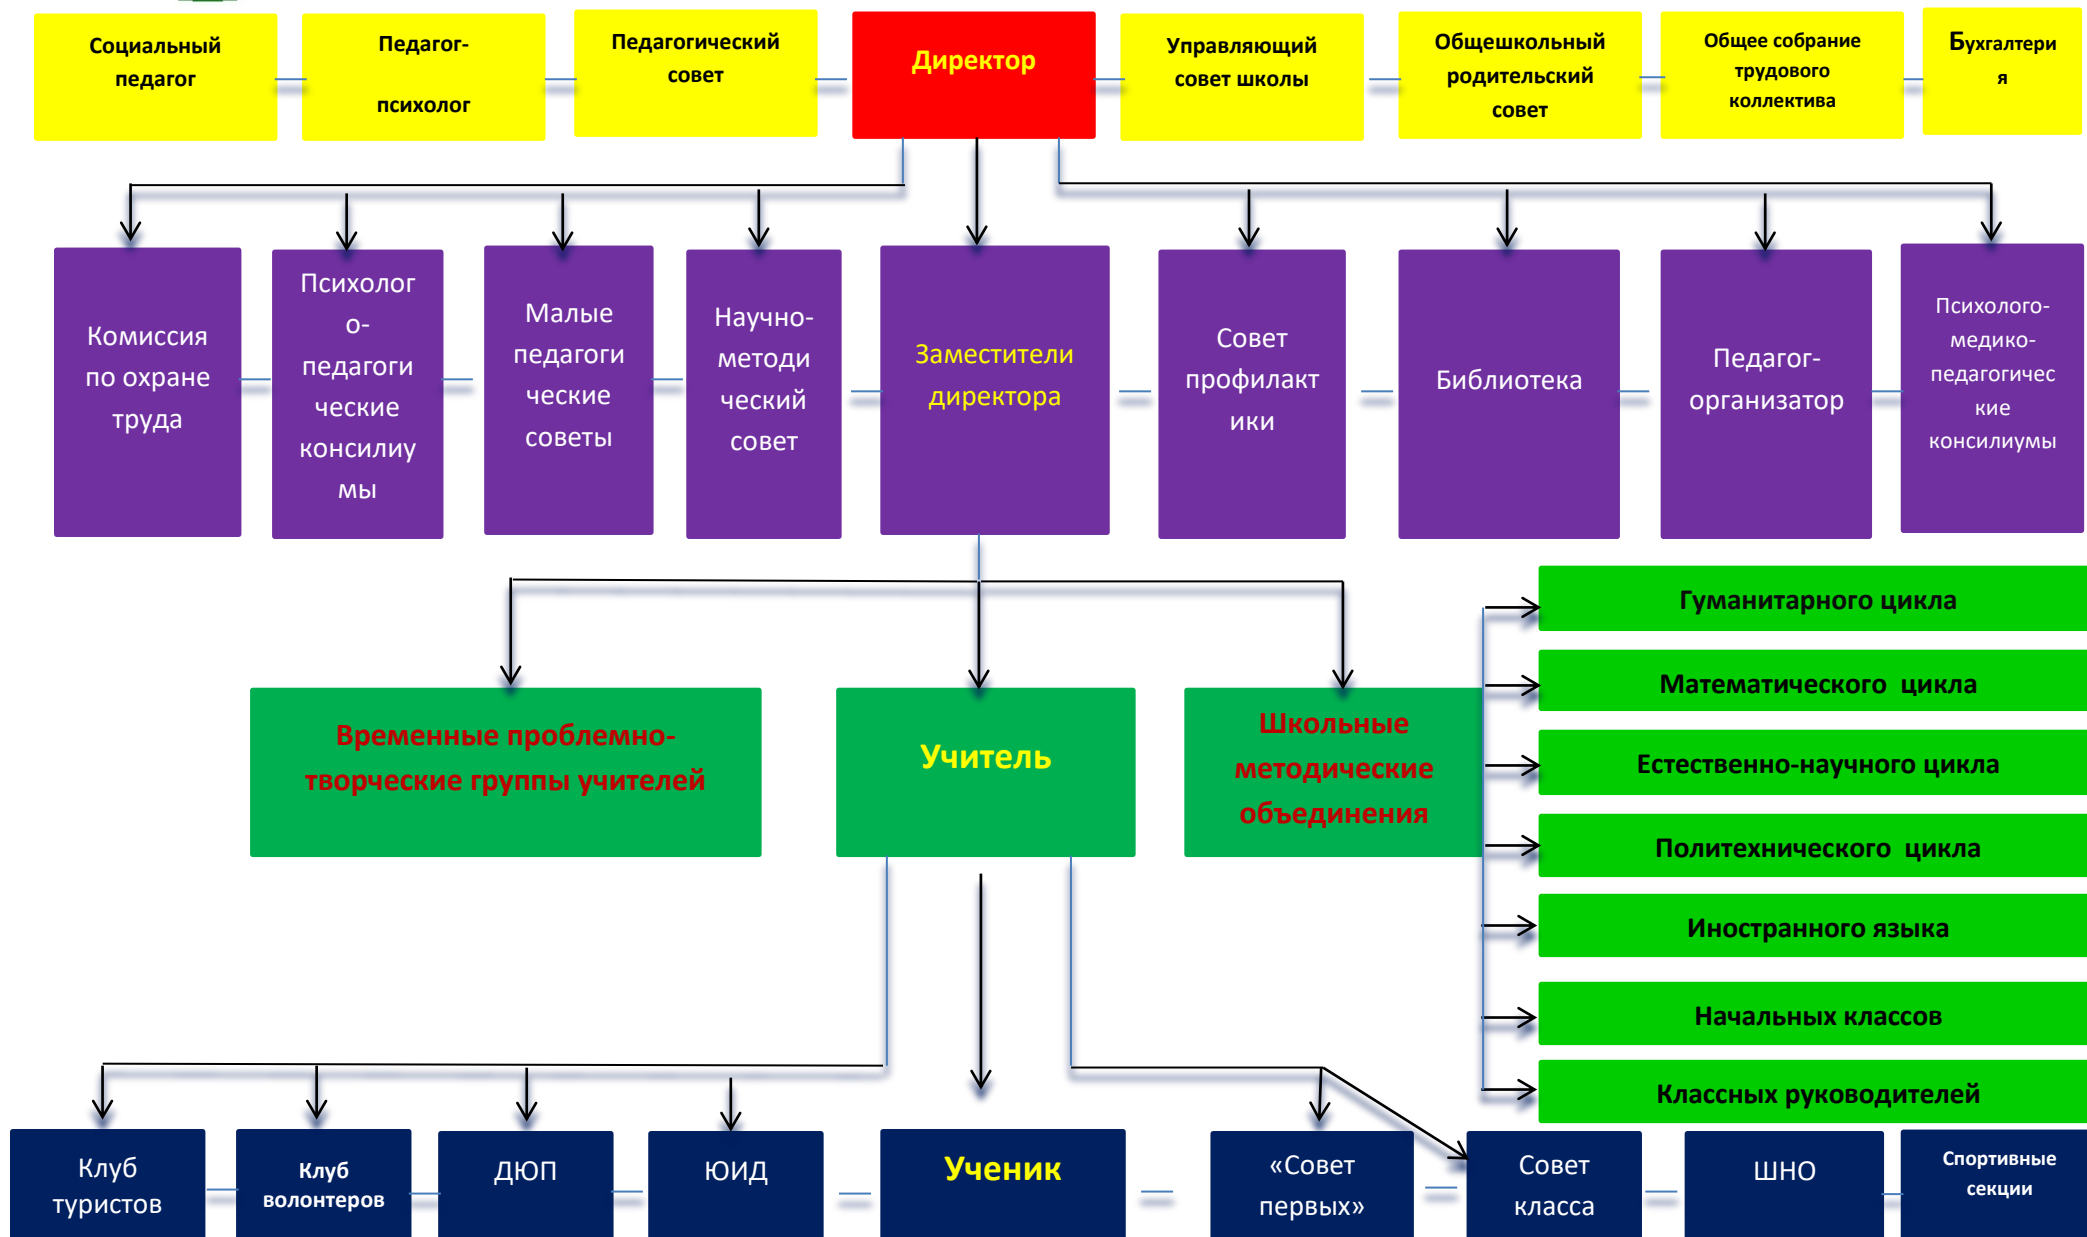 Социальный
педагог
Педагог-
психолог
Педагогический
совет
Директор
Управляющий
совет школы
Общешкольный
родительский
совет
Общее собрание
трудового
коллектива
Бухгалтери
я
Комиссия
по охране
труда
Психолог
о-
педагоги
ческие
консилиу
мы
Малые
педагоги
ческие
советы
Научно-
методи
ческий
совет
Заместители
директора
Совет
профилакт
ики
Библиотека
Педагог-
организатор
Психолого-
медико-
педагогичес
кие
консилиумы
Временные проблемно-
творческие группы учителей
Учитель
Школьные
методические
объединения
Гуманитарного цикла
Математического  цикла
Естественно-научного цикла
Политехнического  цикла
Иностранного языка
Начальных классов
Классных руководителей
Клуб
туристов
Клуб
волонтеров
ДЮП
ЮИД
Ученик
«Совет
первых»
Совет
класса
ШНО
Спортивные
секции